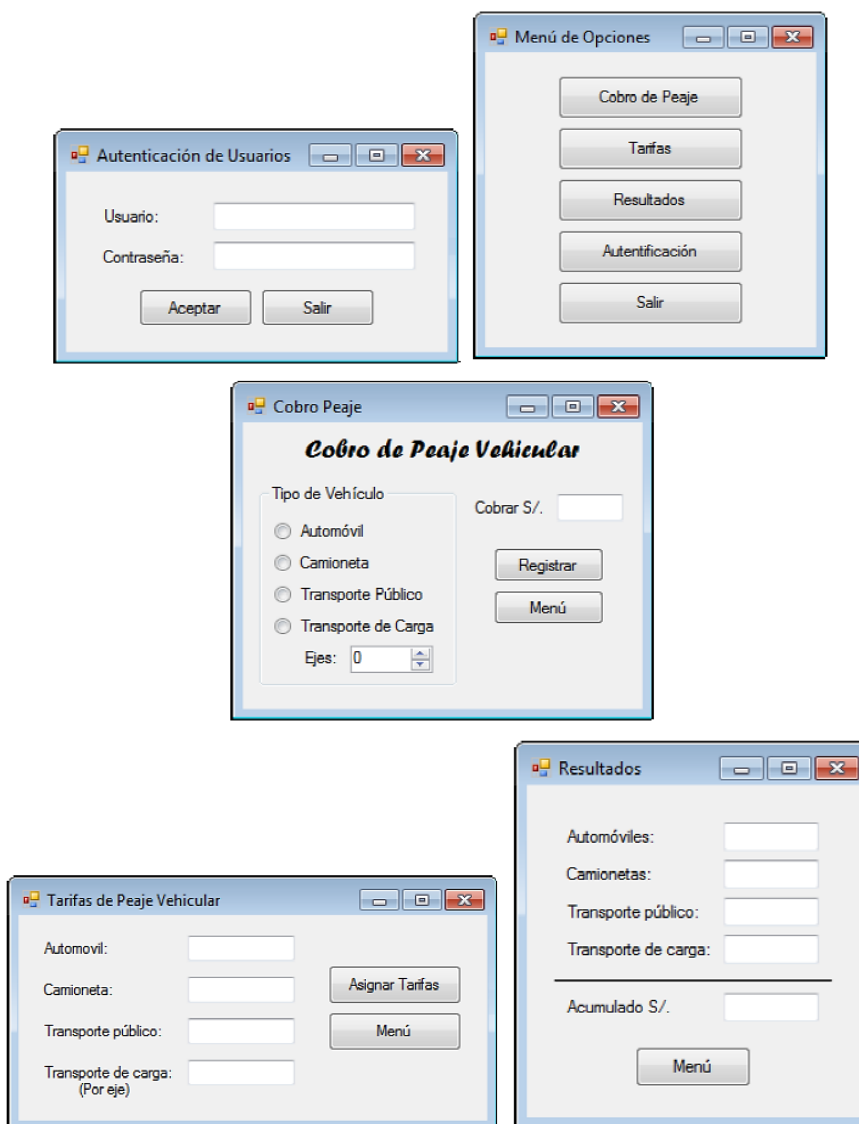 Menú de Opciones
Cobro de Peaje
Tarifas
Resultados
Autentificación
Salir
Autenticación de Usuarios
Usuario:
Contraseña:
Aceptar Salir
Cobro Peaje
Cobro de Peaje Vehicular
Tipo de Vehículo
Automóvil
Camioneta
Transporte Público
Transporte de Carga
Ejes: 0
Cobrar S/.
Registrar
Menú
Resultados
Automóviles:
Camionetas:
Transporte público:
Transporte de carga:
Acumulado S/.
Menú
Tarifas de Peaje Vehicular
Automovil:
Camioneta:
Transporte público:
Transporte de carga:
(Por eje)
Asignar Tarifas
Menú